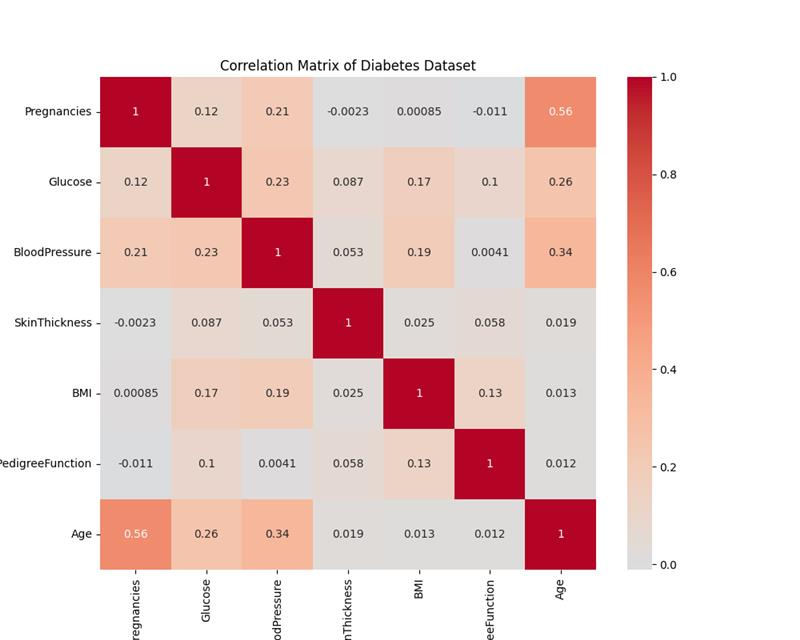 Correlation Matrix of Diabetes Dataset
Pregnancies 1 0.12 0.21 -0.0023 0.00085 -0.011 0.56
Glucose 0.12 1 0.23 0.087 0.17 0.1 0.26
BloodPressure 0.21 0.23 1 0.053 0.19 0.0041 0.34
SkinThickness -0.0023 0.087 0.053 1 0.025 0.058 0.019
BMI 0.00085 0.17 0.19 0.025 1 0.13 0.013
PedigreeFunction -0.011 0.1 0.0041 0.058 0.13 1 0.012
Age 0.56 0.26 0.34 0.019 0.013 0.012 1
regnancies
Glucose
odPressure
nThickness
BMI
eeFunction
Age
1.0
0.8
0.6
0.4
0.2
0.0